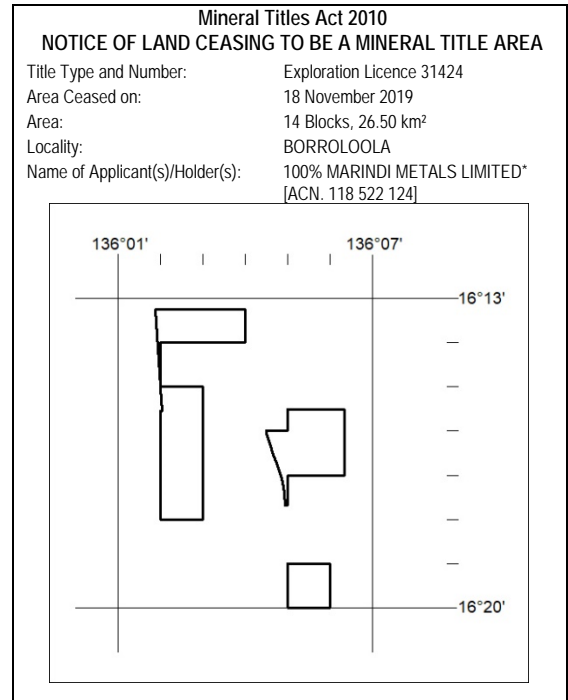 Mineral Titles Act 2010
NOTICE OF LAND CEASING TO BE A MINERAL TITLE AREA
Title Type and Number: Exploration Licence 31424
Area Ceased on: 18 November 2019
Area: 14 Blocks, 26.50 km²
Locality: BORROLOOLA
Name of Applicant(s)/Holder(s): 100% MARINDI METALS LIMITED*
[ACN. 118 522 124]
136°01' 136°07'
16°13'
16°20'